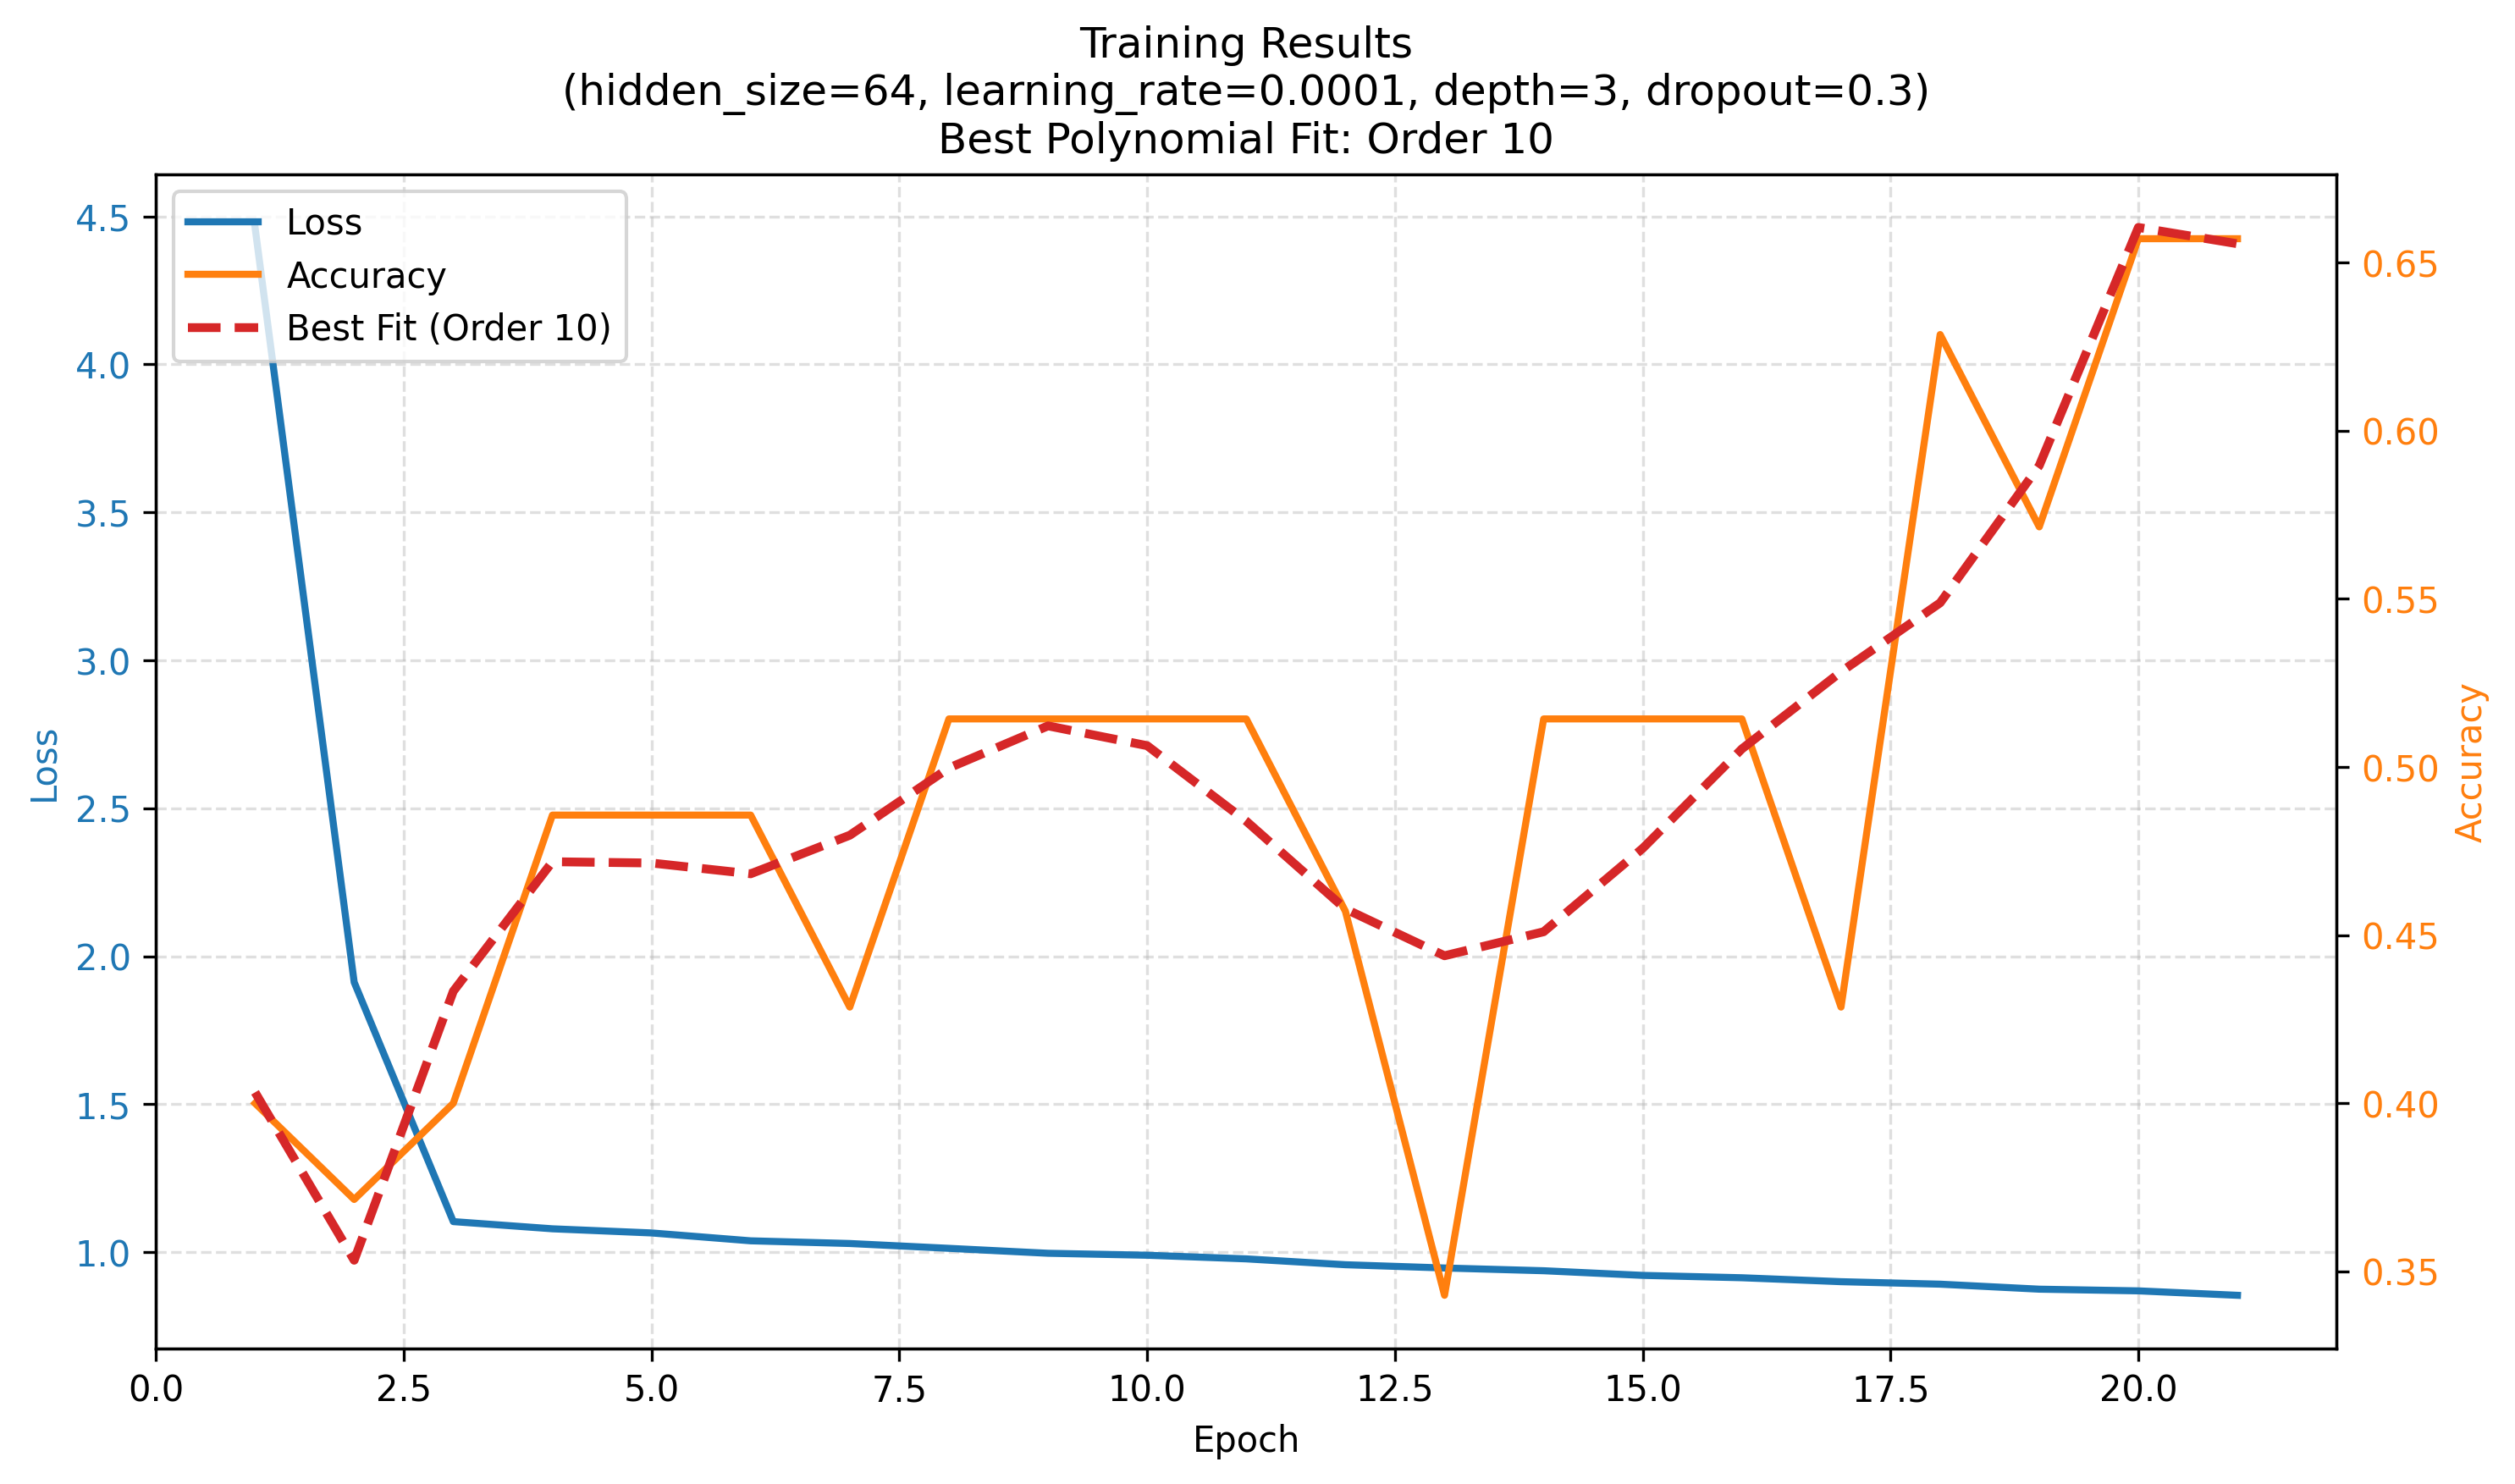 Training Results
(hidden_size=64, learning_rate=0.0001, depth=3, dropout=0.3)
Best Polynomial Fit: Order 10
Loss
Accuracy
Best Fit (Order 10)
4.5
4.0
3.5
3.0
2.5
2.0
1.5
1.0
Loss
0.65
0.60
0.55
0.50
0.45
0.40
0.35
Accuracy
0.0 2.5 5.0 7.5 10.0 12.5 15.0 17.5 20.0
Epoch